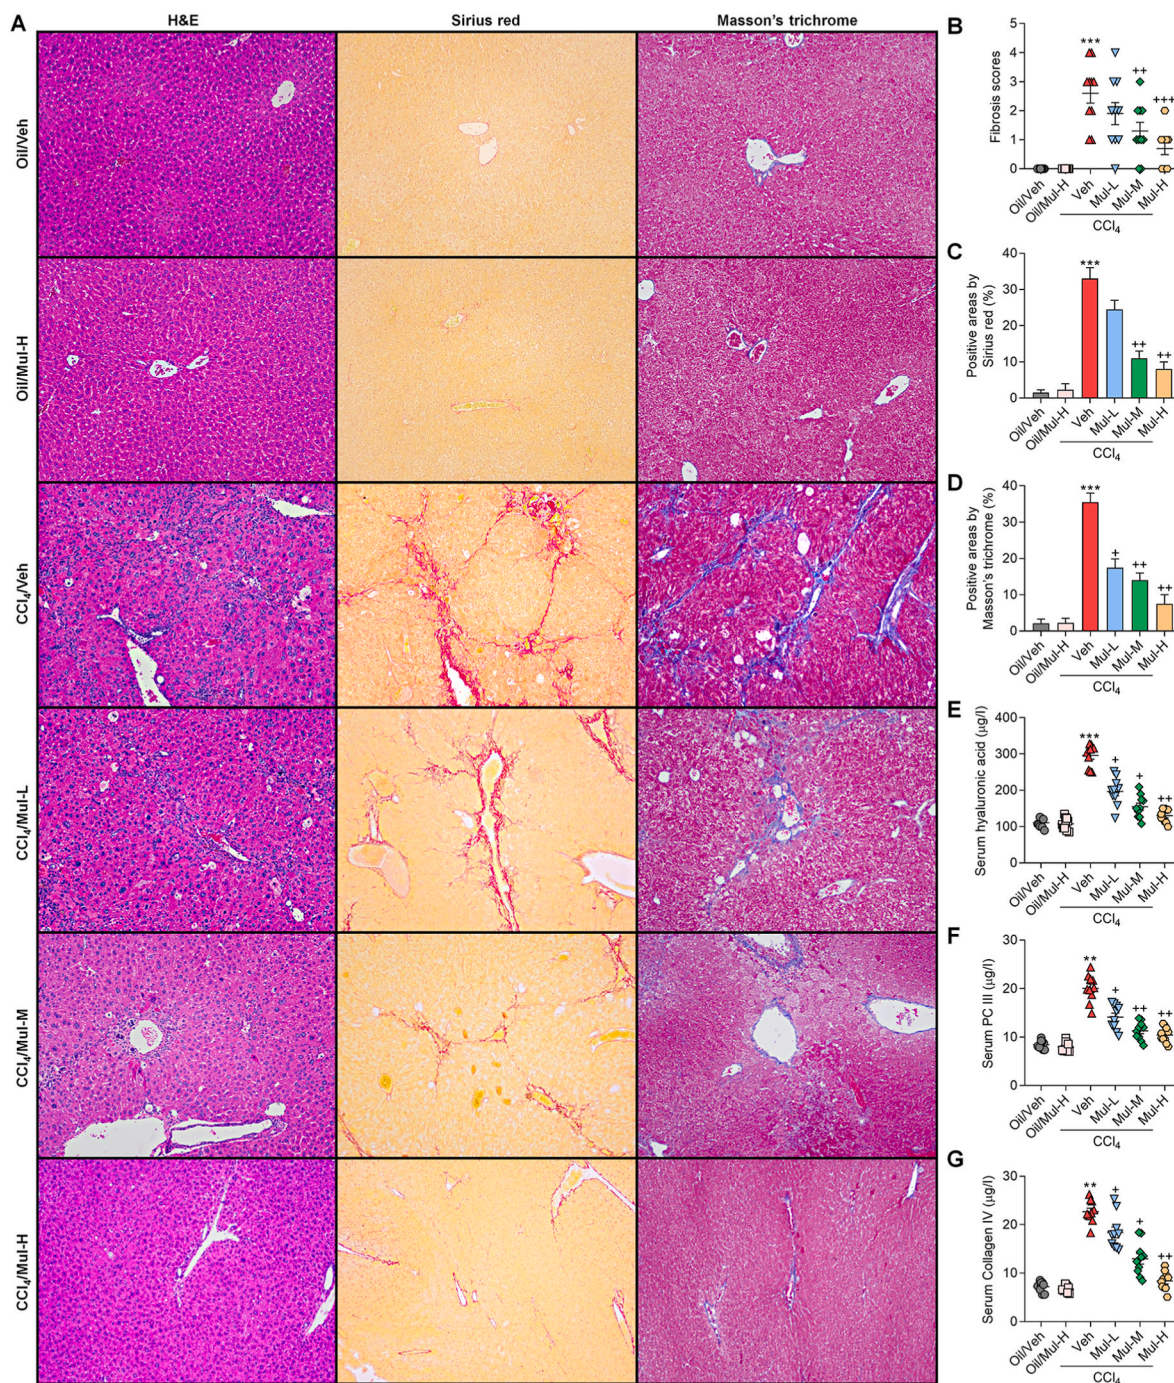 A
H&E
Sirius red
Masson's trichrome
Oil/Veh
Oil/Mul-H
CCl₄/Veh
CCl₄/Mul-L
CCl₄/Mul-M
CCl₄/Mul-H
B
Fibrosis scores
5
4
3
2
1
0
***
++
+++
Oil/Veh
Oil/Mul-H
Veh
Mul-L
Mul-M
Mul-H
CCl₄
C
Positive areas by
Sirius red (%)
40
30
20
10
0
***
++
++
Oil/Veh
Oil/Mul-H
Veh
Mul-L
Mul-M
Mul-H
CCl₄
D
Positive areas by
Masson's trichrome (%)
40
30
20
10
0
***
+
++
++
Oil/Veh
Oil/Mul-H
Veh
Mul-L
Mul-M
Mul-H
CCl₄
E
Serum hyaluronic acid (µg/l)
400
300
200
100
0
***
+
+
++
Oil/Veh
Oil/Mul-H
Veh
Mul-L
Mul-M
Mul-H
CCl₄
F
Serum PC III (µg/l)
30
20
10
0
**
+
++
++
Oil/Veh
Oil/Mul-H
Veh
Mul-L
Mul-M
Mul-H
CCl₄
G
Serum Collagen IV (µg/l)
30
20
10
0
**
+
+
++
Oil/Veh
Oil/Mul-H
Veh
Mul-L
Mul-M
Mul-H
CCl₄